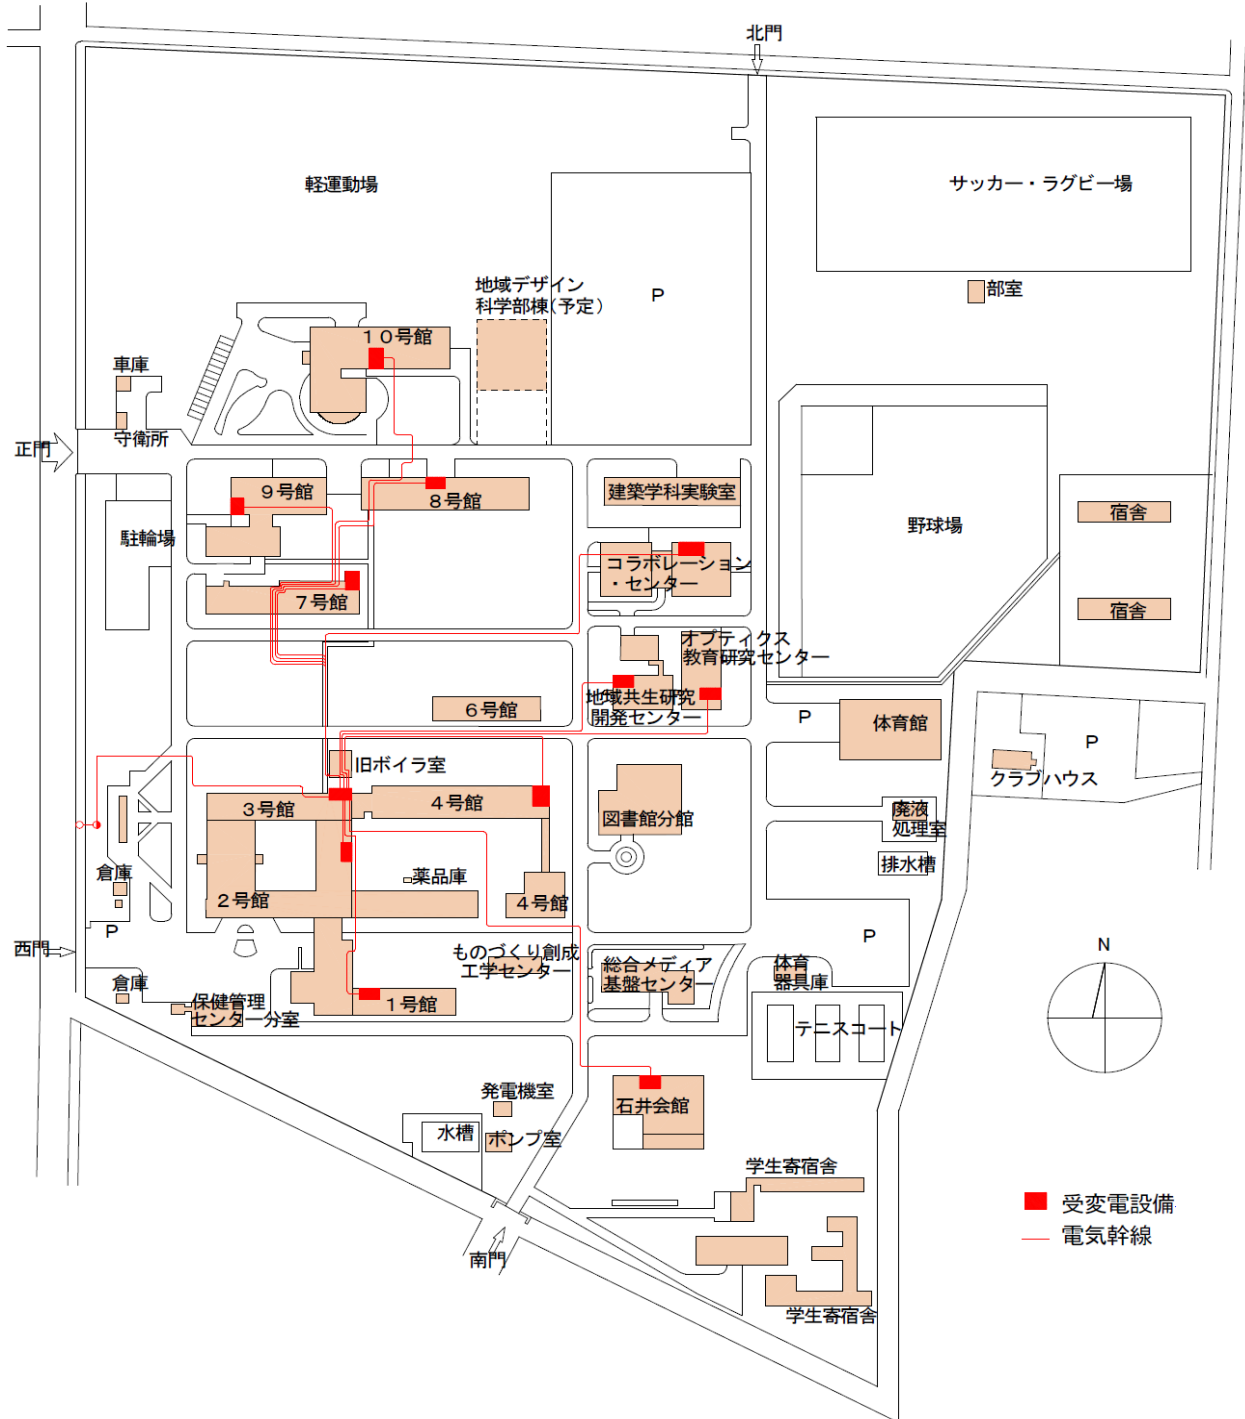 北門
軽運動場
サッカー・ラグビー場
地域デザイン
科学部棟(予定)
P
部室
１０号館
車庫
守衛所
正門
９号館
８号館
建築学科実験室
駐輪場
野球場
宿舎
コラボレーション
・センター
７号館
宿舎
オプティクス
教育研究センター
地域共生研究
開発センター
６号館
P
体育館
P
旧ボイラ室
クラブハウス
３号館
４号館
図書館分館
廃液
処理室
排水槽
倉庫
薬品庫
２号館
４号館
P
P
西門
ものづくり創成
工学センター
総合メディア
基盤センター
体育
器具庫
N
倉庫
保健管理
センター分室
１号館
テニスコート
発電機室
石井会館
水槽
ポンプ室
学生寄宿舎
受変電設備
電気幹線
南門
学生寄宿舎